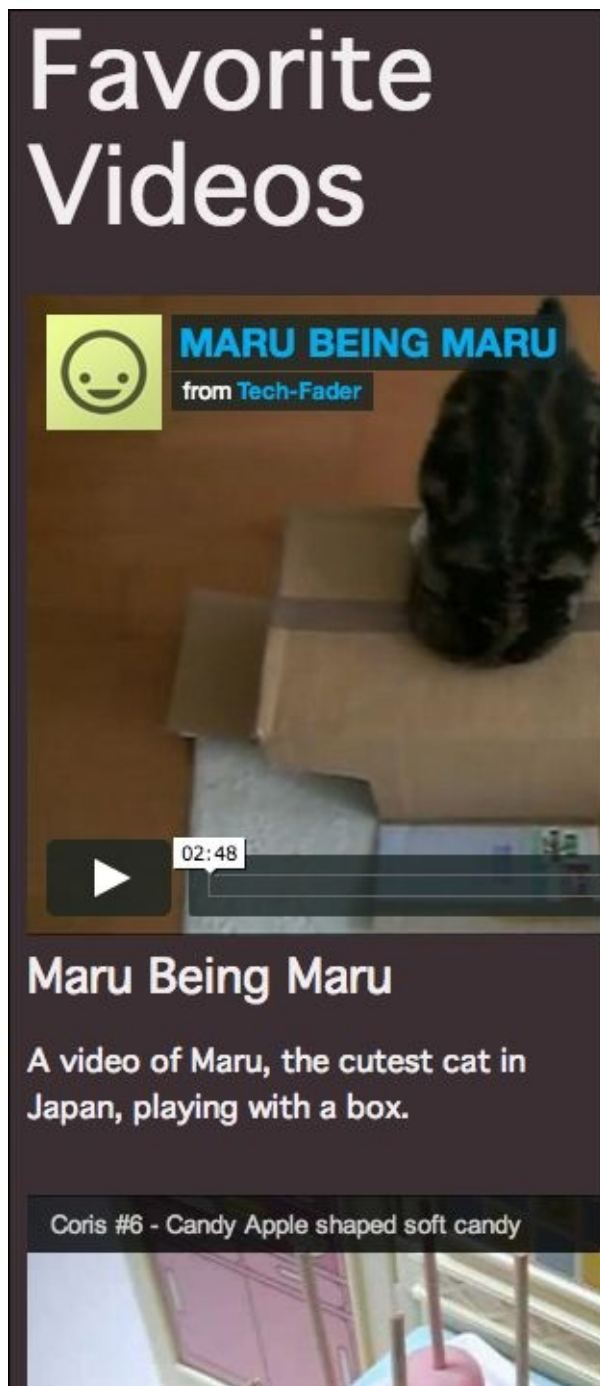 Favorite
Videos
MARU BEING MARU
from Tech-Fader
02:48
Maru Being Maru
A video of Maru, the cutest cat in
Japan, playing with a box.
Coris #6 - Candy Apple shaped soft candy